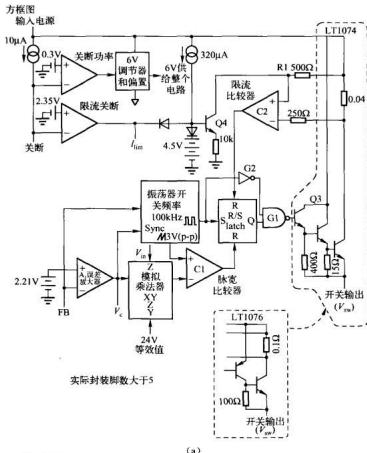 方框图
输入电源
10μA
0.3V
关断功率
6V
调节器
和偏置
6V供
给整个
电路
320μA
LT1074
R1 500Ω
限流
比较器
C2
0.04
250Ω
2.35V
限流关断
关断
I_lim
4.5V
Q4
10k
振荡器开
关频率
100kHz
Sync
3V(p-p)
G2
R
S R/S Q
latch
R
G1
Q3
400Ω
15Ω
开关输出
(V_sw)
V_in
2.21V
A1误差
放大器
FB
V_c
Z
模拟
乘法器
XY
Z
Y
C1
脉宽
比较器
24V
等效值
LT1076
0.1Ω
100Ω
开关输出
(V_sw)
实际封装脚数大于5
(a)